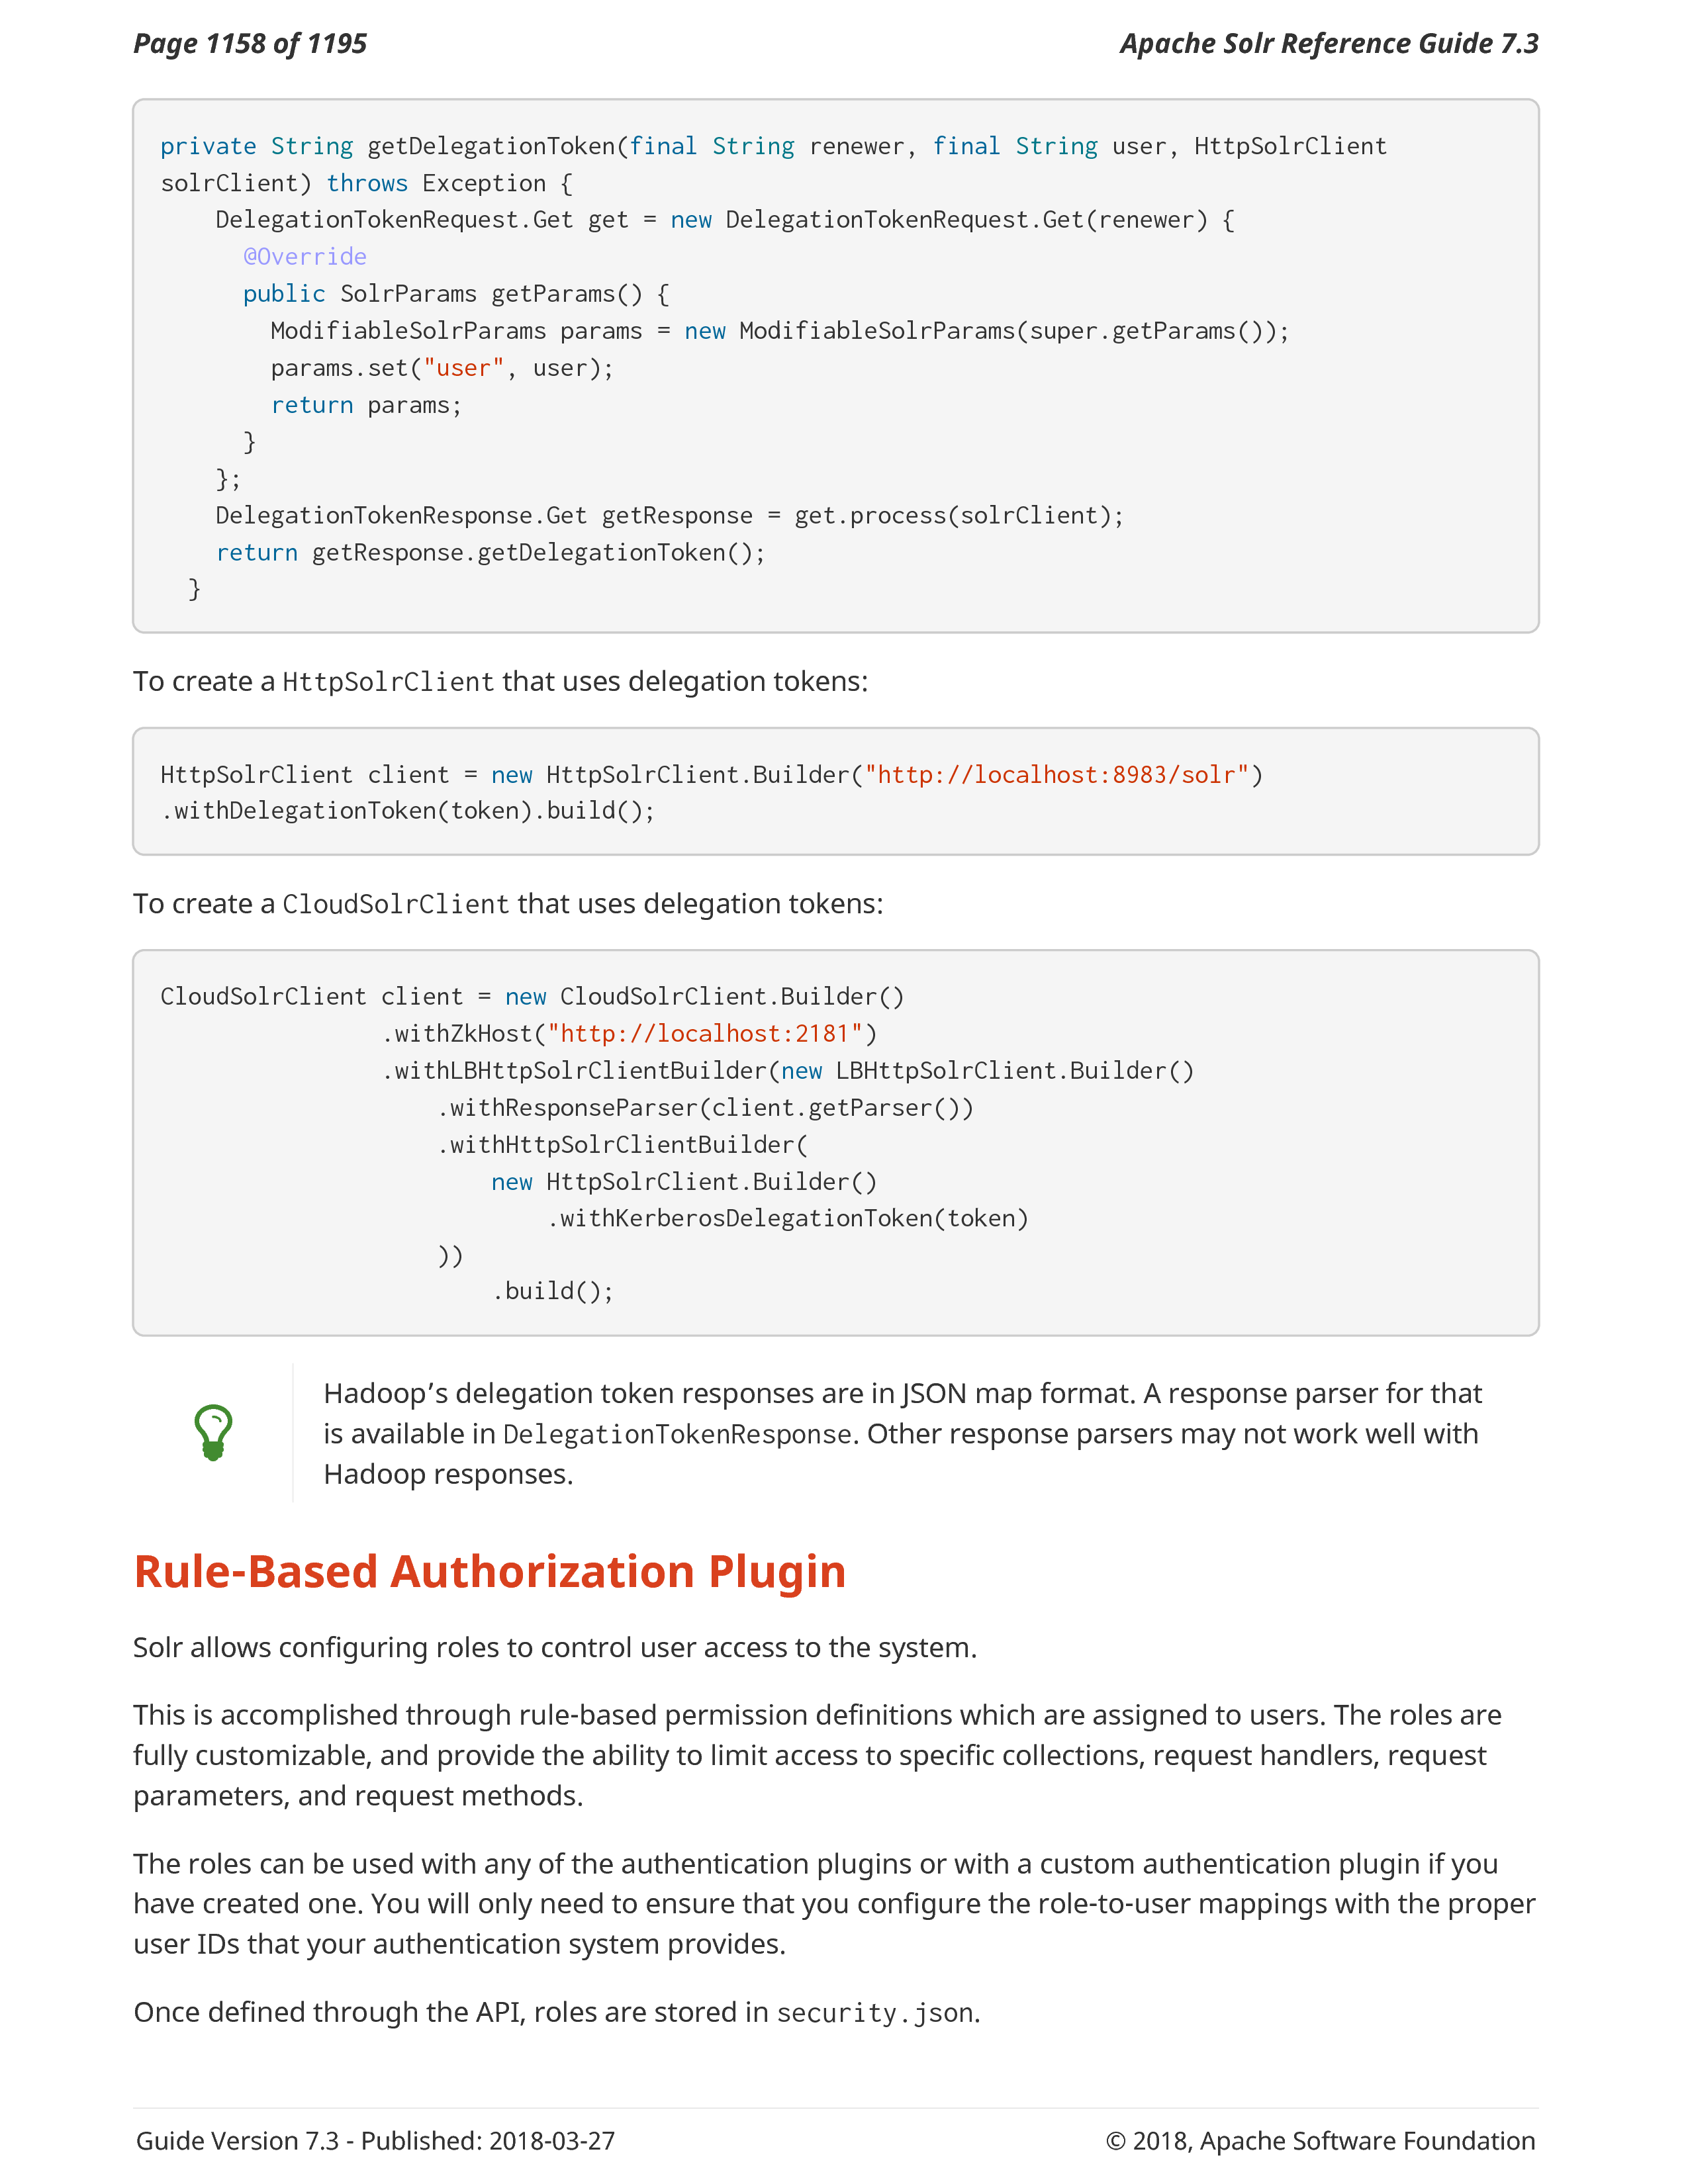 Page 1158 of 1195
Apache Solr Reference Guide 7.3
private String getDelegationToken(final String renewer, final String user, HttpSolrClient
solrClient) throws Exception {
    DelegationTokenRequest.Get get = new DelegationTokenRequest.Get(renewer) {
      @Override
      public SolrParams getParams() {
        ModifiableSolrParams params = new ModifiableSolrParams(super.getParams());
        params.set("user", user);
        return params;
      }
    };
    DelegationTokenResponse.Get getResponse = get.process(solrClient);
    return getResponse.getDelegationToken();
  }
To create a HttpSolrClient that uses delegation tokens:
HttpSolrClient client = new HttpSolrClient.Builder("http://localhost:8983/solr")
.withDelegationToken(token).build();
To create a CloudSolrClient that uses delegation tokens:
CloudSolrClient client = new CloudSolrClient.Builder()
                .withZkHost("http://localhost:2181")
                .withLBHttpSolrClientBuilder(new LBHttpSolrClient.Builder()
                    .withResponseParser(client.getParser())
                    .withHttpSolrClientBuilder(
                        new HttpSolrClient.Builder()
                            .withKerberosDelegationToken(token)
                    ))
                        .build();
Hadoop’s delegation token responses are in JSON map format. A response parser for that
is available in DelegationTokenResponse. Other response parsers may not work well with
Hadoop responses.
Rule-Based Authorization Plugin
Solr allows configuring roles to control user access to the system.
This is accomplished through rule-based permission definitions which are assigned to users. The roles are
fully customizable, and provide the ability to limit access to specific collections, request handlers, request
parameters, and request methods.
The roles can be used with any of the authentication plugins or with a custom authentication plugin if you
have created one. You will only need to ensure that you configure the role-to-user mappings with the proper
user IDs that your authentication system provides.
Once defined through the API, roles are stored in security.json.
Guide Version 7.3 - Published: 2018-03-27
© 2018, Apache Software Foundation